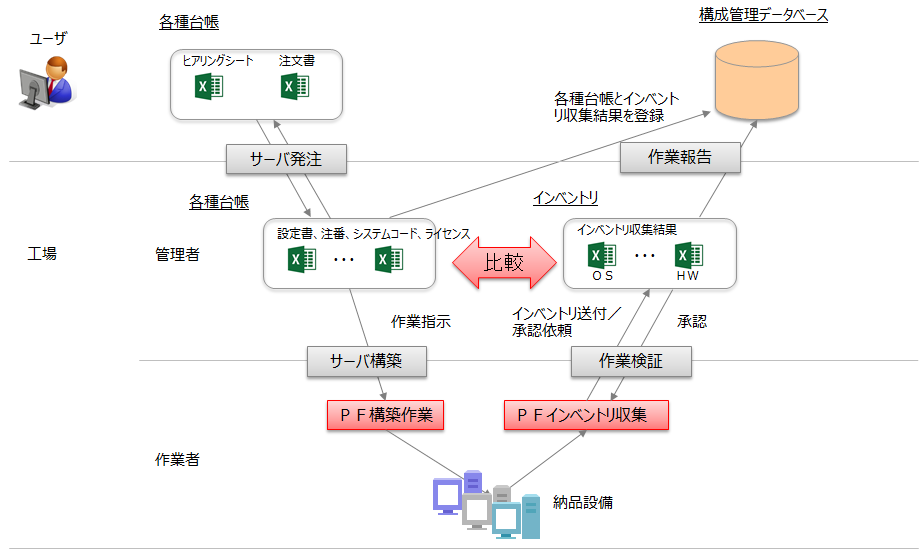 各種台帳
構成管理データベース
ユーザ
ヒアリングシート
注文書
各種台帳とインベント
リ収集結果を登録
サーバ発注
作業報告
各種台帳
インベントリ
工場
管理者
設定書、注番、システムコード、ライセンス
・・・
比較
インベントリ収集結果
・・・
ＯＳ
ＨＷ
作業指示
インベントリ送付／
承認依頼
承認
サーバ構築
作業検証
ＰＦ構築作業
ＰＦインベントリ収集
作業者
納品設備